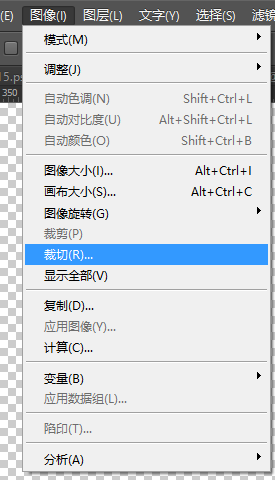 (E) 图像(I) 图层(L) 文字(Y) 选择(S) 滤镜
15.ps
350
模式(M)
调整(J)
自动色调(N) Shift+Ctrl+L
自动对比度(U) Alt+Shift+Ctrl+L
自动颜色(O) Shift+Ctrl+B
图像大小(I)... Alt+Ctrl+I
画布大小(S)... Alt+Ctrl+C
图像旋转(G)
裁剪(P)
裁切(R)...
显示全部(V)
复制(D)...
应用图像(Y)...
计算(C)...
变量(B)
应用数据组(L)...
陷印(T)...
分析(A)